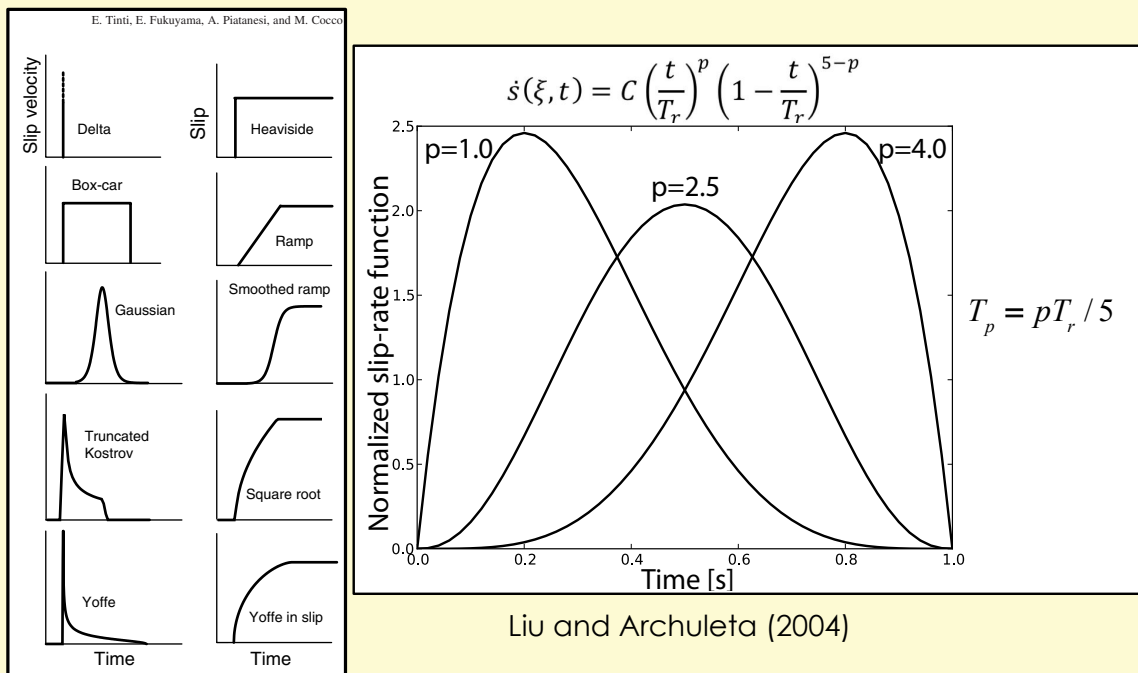 E. Tinti, E. Fukuyama, A. Piatanesi, and M. Cocco
Slip velocity
Delta
Slip
Heaviside
Box-car
Ramp
Gaussian
Smoothed ramp
Truncated
Kostrov
Square root
Yoffe
Yoffe in slip
Time
Time
ṡ(ξ, t) = C (t/T_r)^p (1 − t/T_r)^{5−p}
Normalized slip-rate function
2.5
2.0
1.5
1.0
0.5
0.0
p=1.0
p=2.5
p=4.0
0.0 0.2 0.4 0.6 0.8 1.0
Time [s]
T_p = pT_r / 5
Liu and Archuleta (2004)